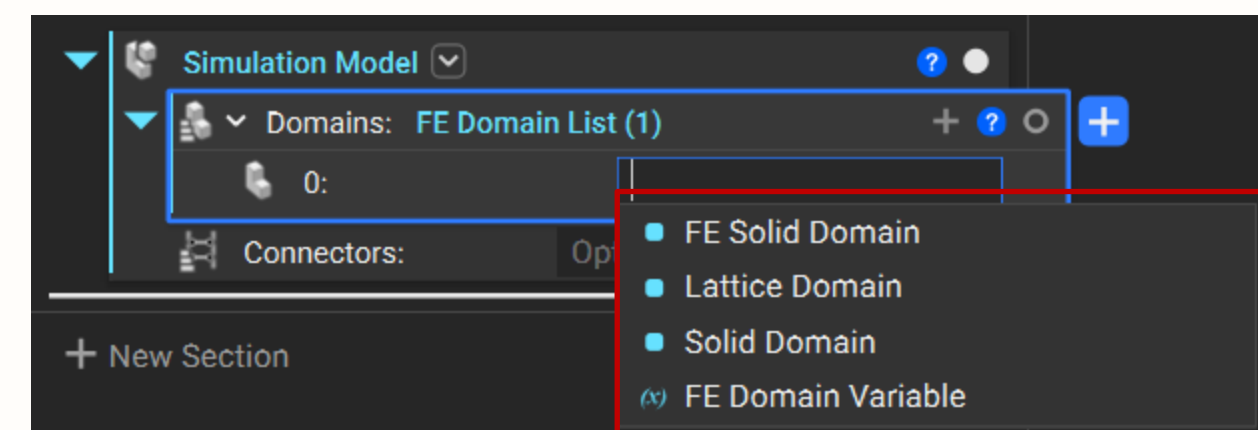 Simulation Model ?
Domains: FE Domain List (1) + ? +
0:
Connectors: Opt
FE Solid Domain
Lattice Domain
Solid Domain
(x) FE Domain Variable
+ New Section